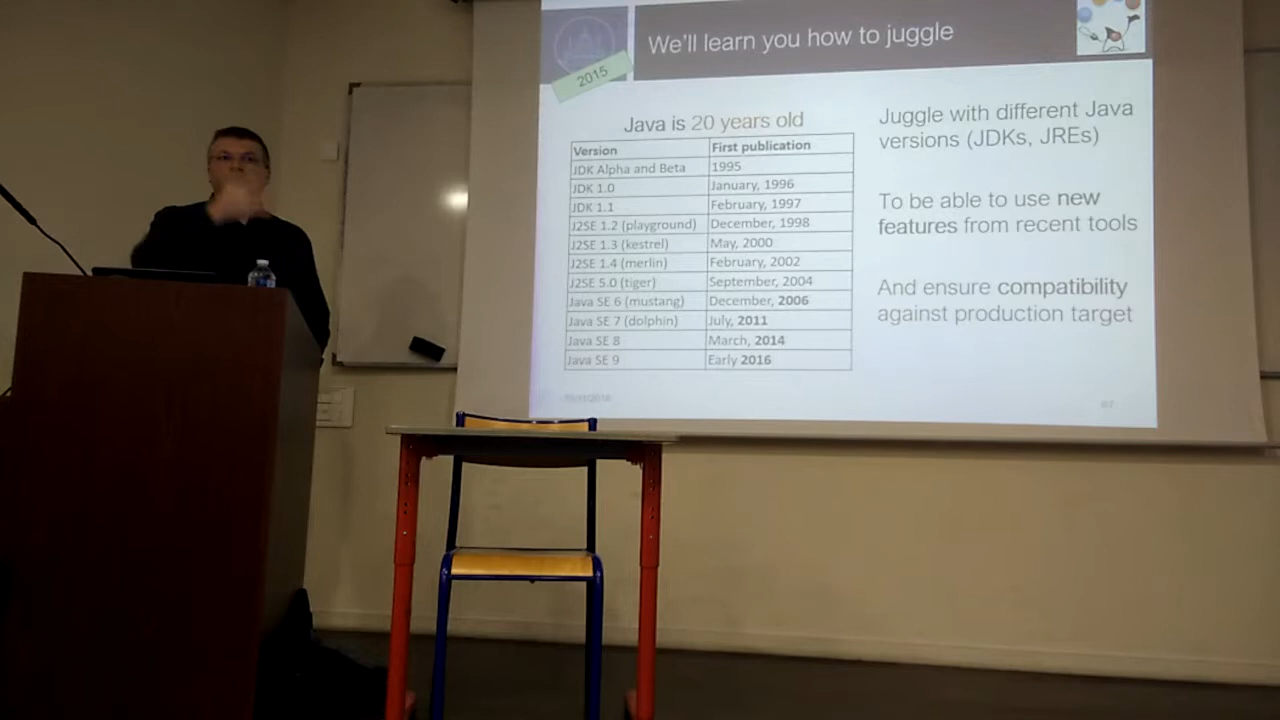 We'll learn you how to juggle
2015
Java is 20 years old
Version First publication
JDK Alpha and Beta 1995
JDK 1.0 January, 1996
JDK 1.1 February, 1997
J2SE 1.2 (playground) December, 1998
J2SE 1.3 (kestrel) May, 2000
J2SE 1.4 (merlin) February, 2002
J2SE 5.0 (tiger) September, 2004
Java SE 6 (mustang) December, 2006
Java SE 7 (dolphin) July, 2011
Java SE 8 March, 2014
Java SE 9 Early 2016
Juggle with different Java
versions (JDKs, JREs)
To be able to use new
features from recent tools
And ensure compatibility
against production target